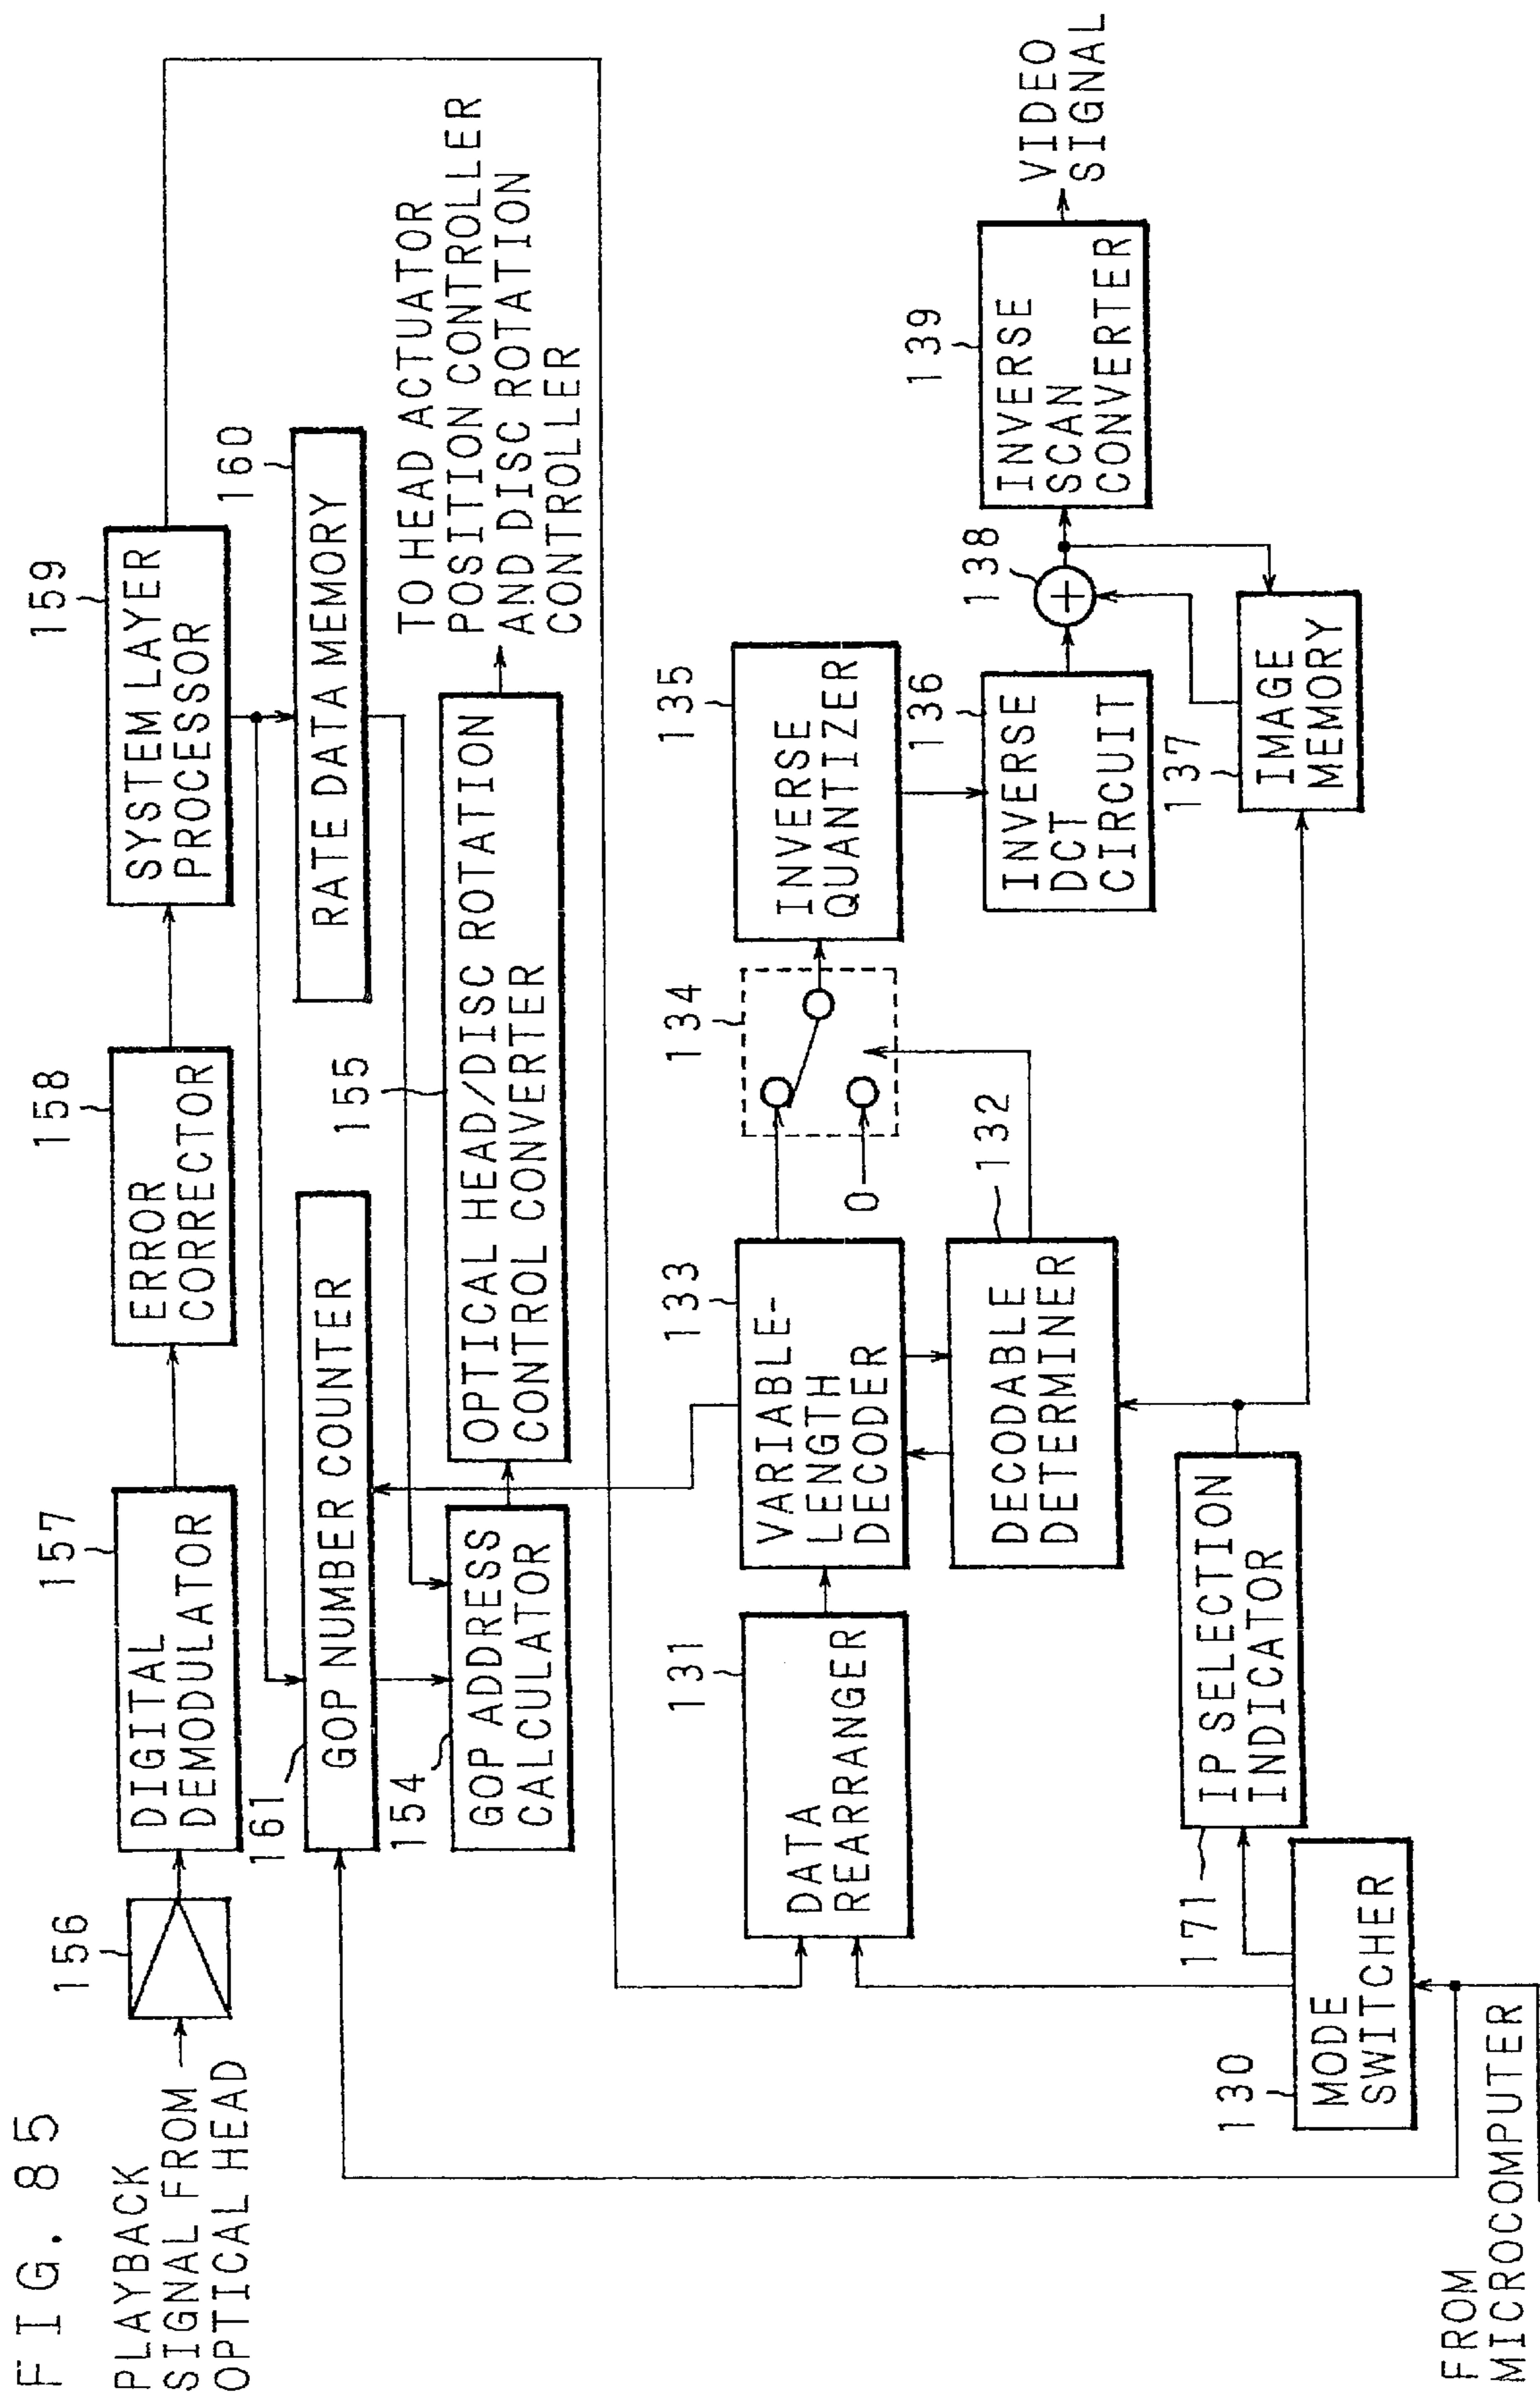 FIG. 85
PLAYBACK
SIGNAL FROM
OPTICAL HEAD
156
157
DIGITAL
DEMODULATOR
158
ERROR
CORRECTOR
159
SYSTEM LAYER
PROCESSOR
161
GOP NUMBER COUNTER
160
RATE DATA MEMORY
154
GOP ADDRESS
CALCULATOR
155
OPTICAL HEAD/DISC ROTATION
CONTROL CONVERTER
TO HEAD ACTUATOR
POSITION CONTROLLER
AND DISC ROTATION
CONTROLLER
131
DATA
REARRANGER
133
VARIABLE-
LENGTH
DECODER
134
0
135
INVERSE
QUANTIZER
132
DECODABLE
DETERMINER
136
INVERSE
DCT
CIRCUIT
138
+
139
INVERSE
SCAN
CONVERTER
VIDEO
SIGNAL
137
IMAGE
MEMORY
171
IP SELECTION
INDICATOR
130
MODE
SWITCHER
FROM
MICROCOMPUTER